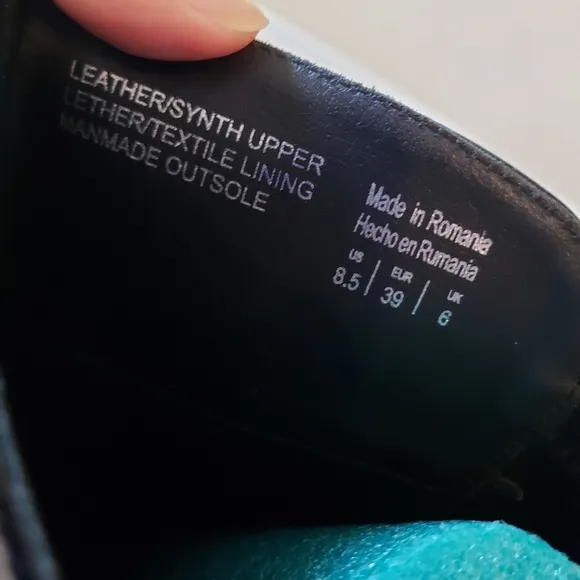 LEATHER/SYNTH UPPER
LETHER/TEXTILE LINING
MANMADE OUTSOLE
Made in Romania
Hecho en Rumania
US EUR UK
8.5 / 39 / 6